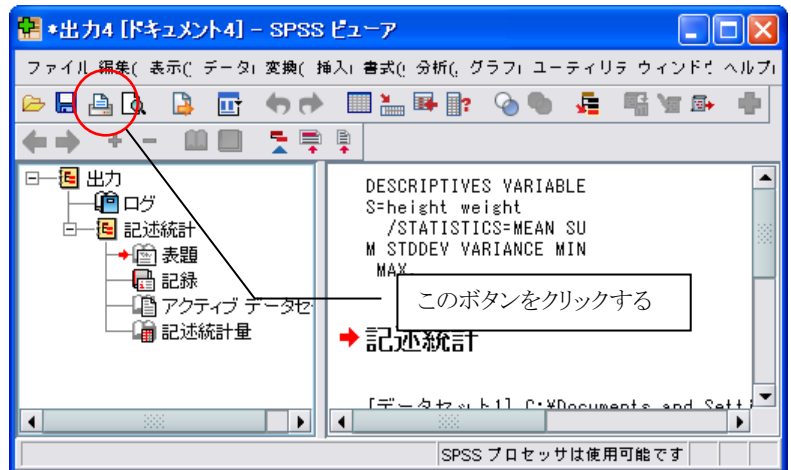 *出力4 [ドキュメント4] - SPSS ビューア
ファイル 編集( 表示(( データ( 変換( 挿入( 書式(( 分析(, グラフ( ユーティリテ ウィンドウ ヘルプ(
出力
ログ
記述統計
表題
記録
アクティブ データセ
記述統計量
DESCRIPTIVES VARIABLE
S=height weight
/STATISTICS=MEAN SU
M STDDEV VARIANCE MIN
MAX.
このボタンをクリックする
記述統計
[データセット1] C:¥Documents and Setti
SPSS プロセッサは使用可能です